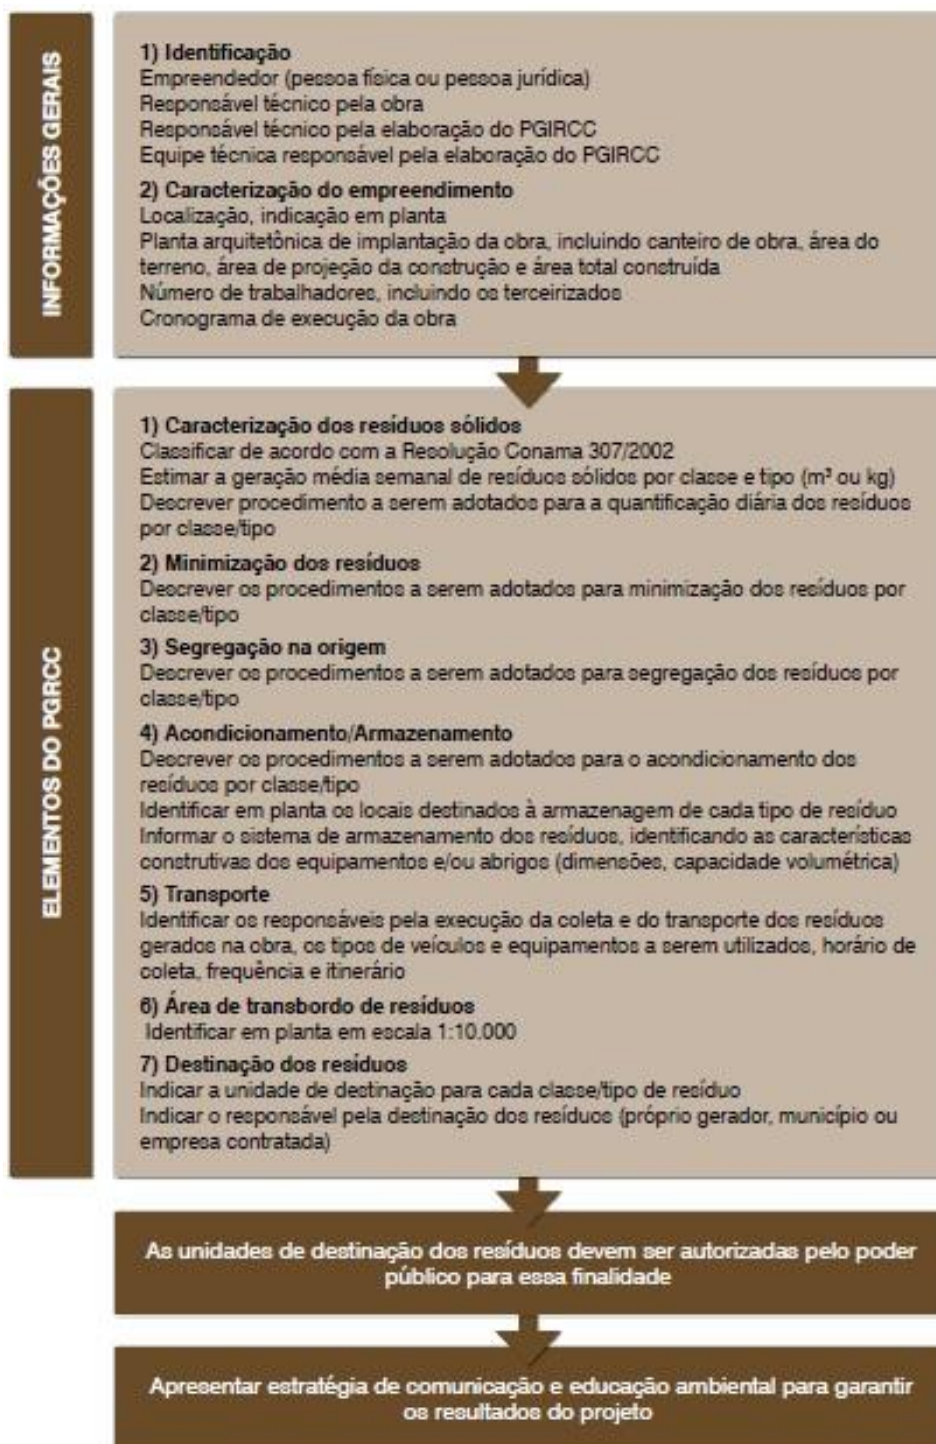 INFORMAÇÕES GERAIS
1) Identificação
Empreendedor (pessoa física ou pessoa jurídica)
Responsável técnico pela obra
Responsável técnico pela elaboração do PGIRCC
Equipe técnica responsável pela elaboração do PGIRCC
2) Caracterização do empreendimento
Localização, indicação em planta
Planta arquitetônica de implantação da obra, incluindo canteiro de obra, área do
terreno, área de projeção da construção e área total construída
Número de trabalhadores, incluindo os terceirizados
Cronograma de execução da obra
ELEMENTOS DO PGRCC
1) Caracterização dos resíduos sólidos
Classificar de acordo com a Resolução Conama 307/2002
Estimar a geração média semanal de resíduos sólidos por classe e tipo (m³ ou kg)
Descrever procedimento a serem adotados para a quantificação diária dos resíduos
por classe/tipo
2) Minimização dos resíduos
Descrever os procedimentos a serem adotados para minimização dos resíduos por
classe/tipo
3) Segregação na origem
Descrever os procedimentos a serem adotados para segregação dos resíduos por
classe/tipo
4) Acondicionamento/Armazenamento
Descrever os procedimentos a serem adotados para o acondicionamento dos
resíduos por classe/tipo
Identificar em planta os locais destinados à armazenagem de cada tipo de resíduo
Informar o sistema de armazenamento dos resíduos, identificando as características
construtivas dos equipamentos e/ou abrigos (dimensões, capacidade volumétrica)
5) Transporte
Identificar os responsáveis pela execução da coleta e do transporte dos resíduos
gerados na obra, os tipos de veículos e equipamentos a serem utilizados, horário de
coleta, frequência e itinerário
6) Área de transbordo de resíduos
Identificar em planta em escala 1:10.000
7) Destinação dos resíduos
Indicar a unidade de destinação para cada classe/tipo de resíduo
Indicar o responsável pela destinação dos resíduos (próprio gerador, município ou
empresa contratada)
As unidades de destinação dos resíduos devem ser autorizadas pelo poder
público para essa finalidade
Apresentar estratégia de comunicação e educação ambiental para garantir
os resultados do projeto